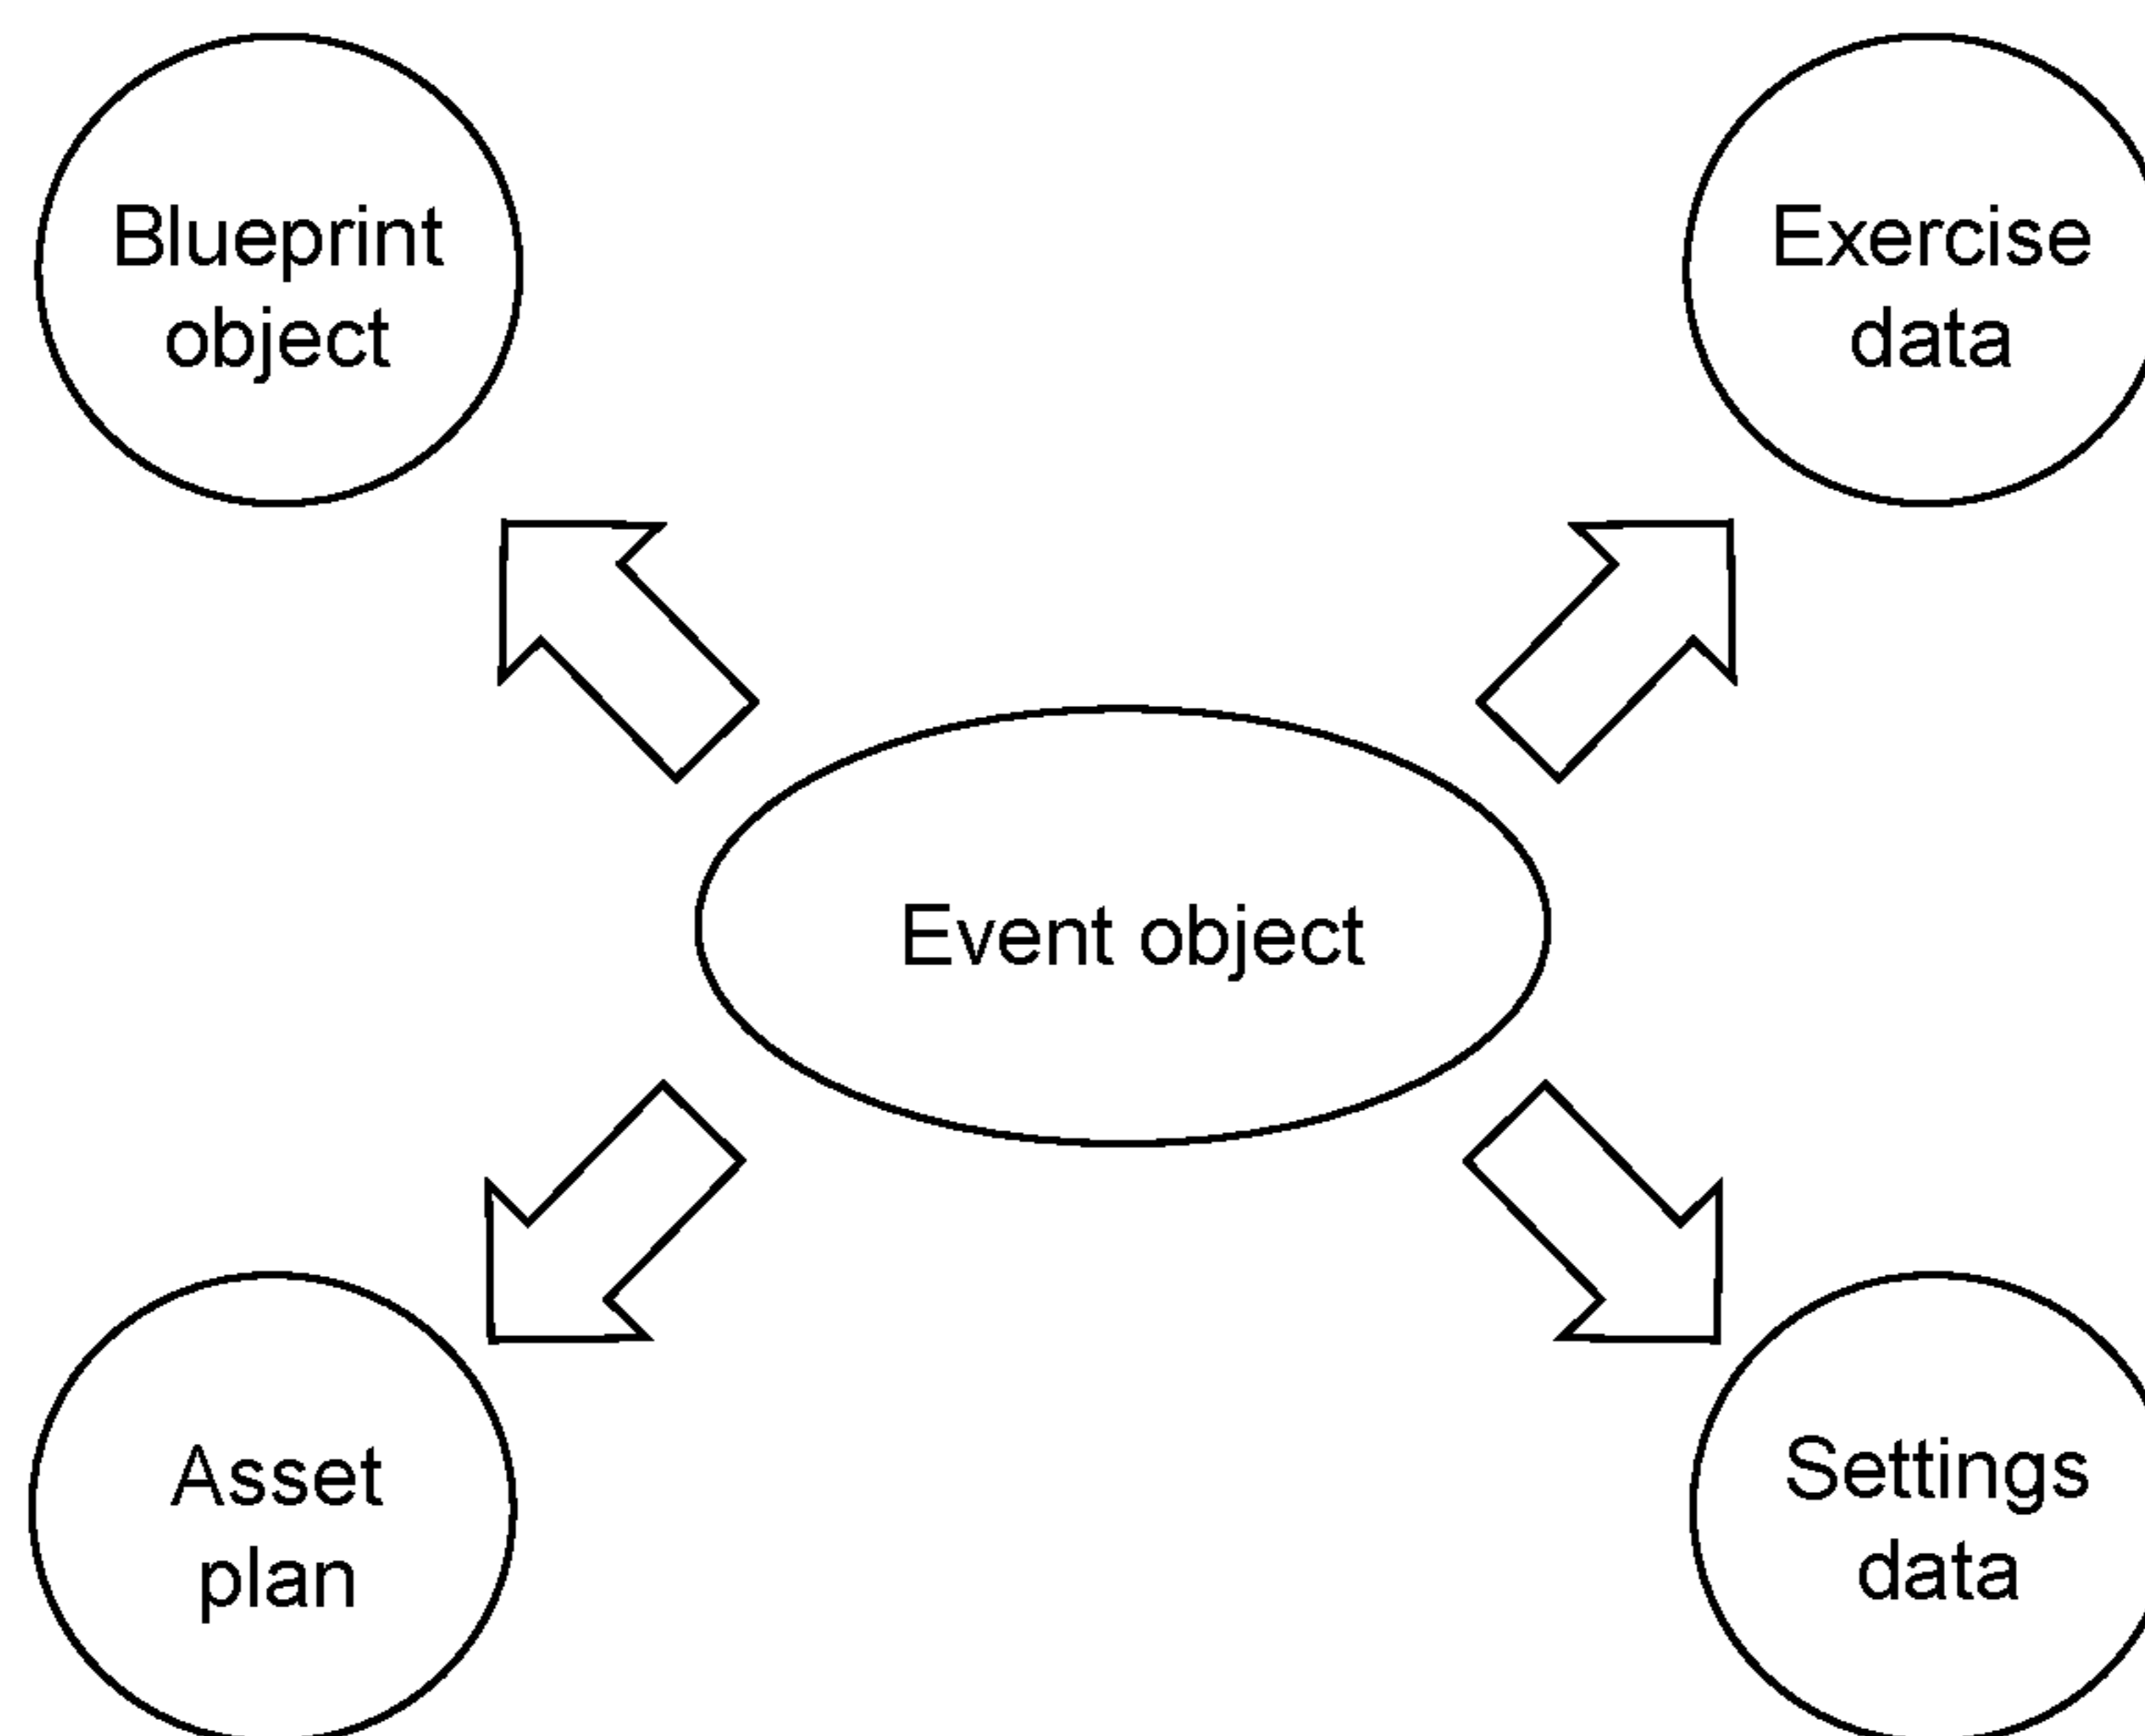 Blueprint
object
Exercise
data
Event object
Asset
plan
Settings
data